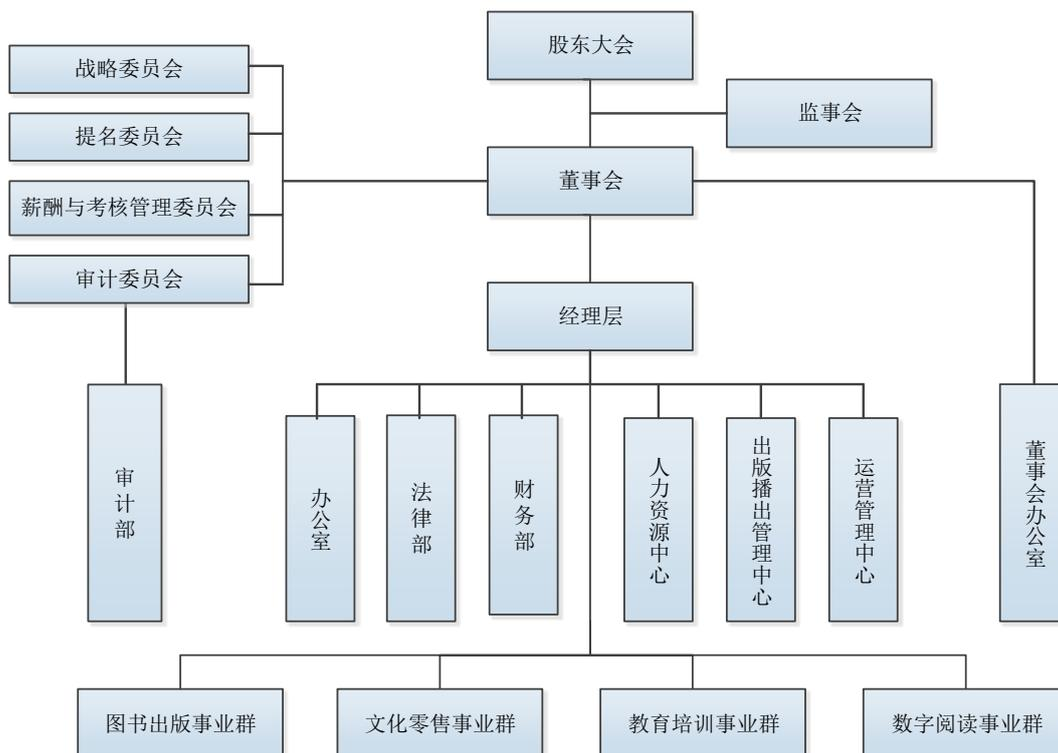 股东大会
战略委员会
监事会
提名委员会
董事会
薪酬与考核管理委员会
审计委员会
经理层
审计部
办公室
法律部
财务部
人力资源中心
出版播出管理中心
运营管理中心
董事会办公室
图书出版事业群
文化零售事业群
教育培训事业群
数字阅读事业群